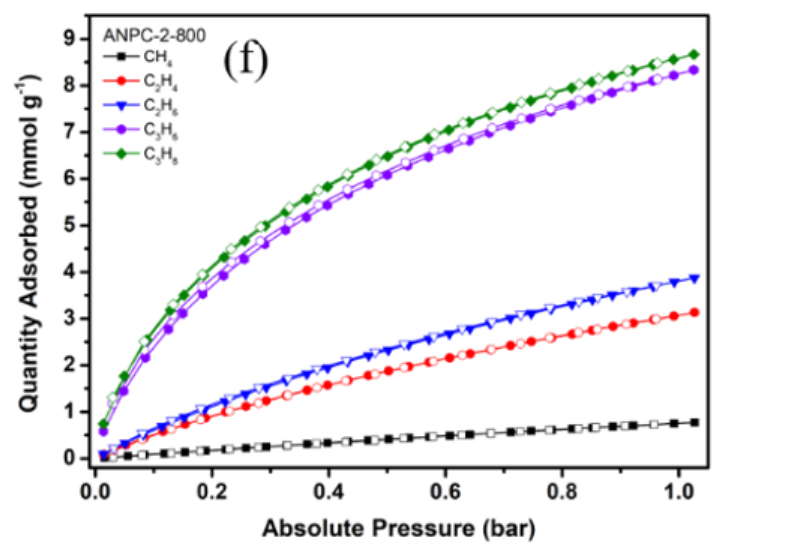 ANPC-2-800
(f)
CH₄
C₂H₄
C₂H₆
C₃H₆
C₃H₈
Quantity Adsorbed (mmol g⁻¹)
9
8
7
6
5
4
3
2
1
0
0.0 0.2 0.4 0.6 0.8 1.0
Absolute Pressure (bar)